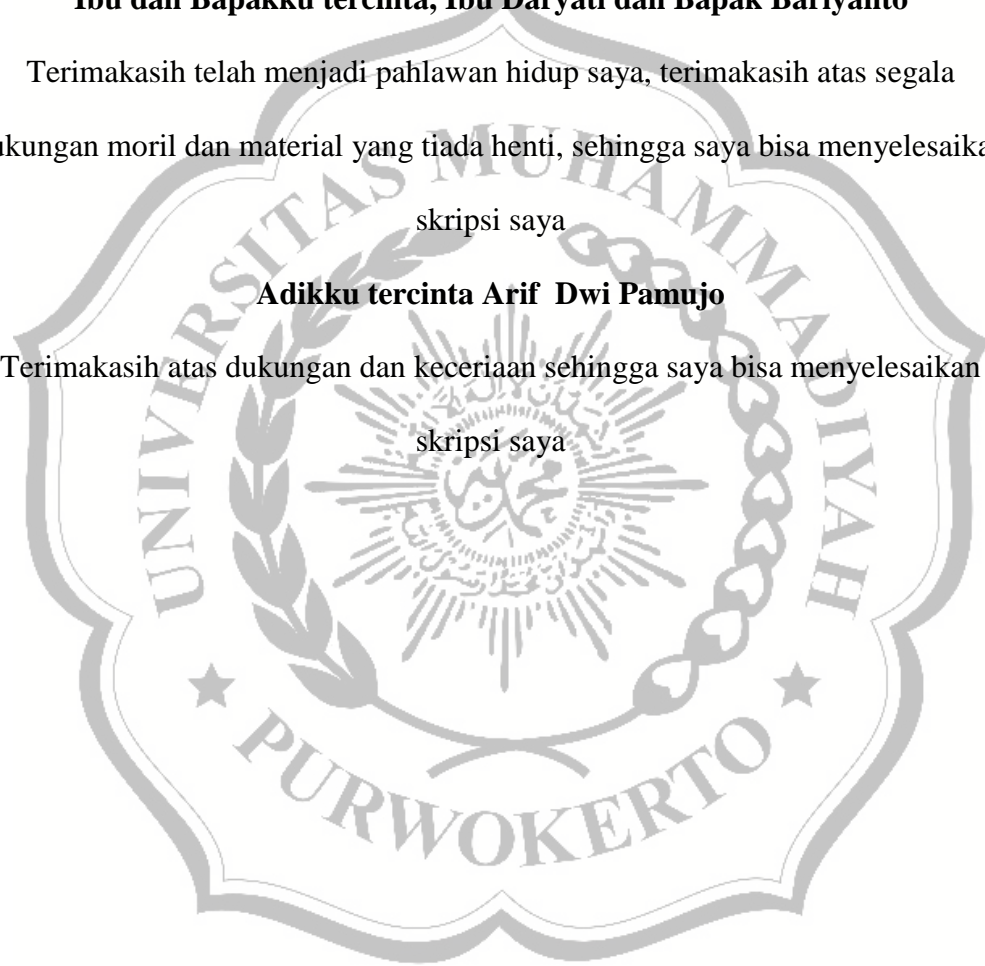 Ibu dan Bapakku tercinta, Ibu Daryati dan Bapak Bariyanto
Terimakasih telah menjadi pahlawan hidup saya, terimakasih atas segala
ukungan moril dan material yang tiada henti, sehingga saya bisa menyelesaika
skripsi saya
Adikku tercinta Arif Dwi Pamujo
Terimakasih atas dukungan dan keceriaan sehingga saya bisa menyelesaikan
skripsi saya
UNIVERSITAS MUHAMMADIYAH
PURWOKERTO